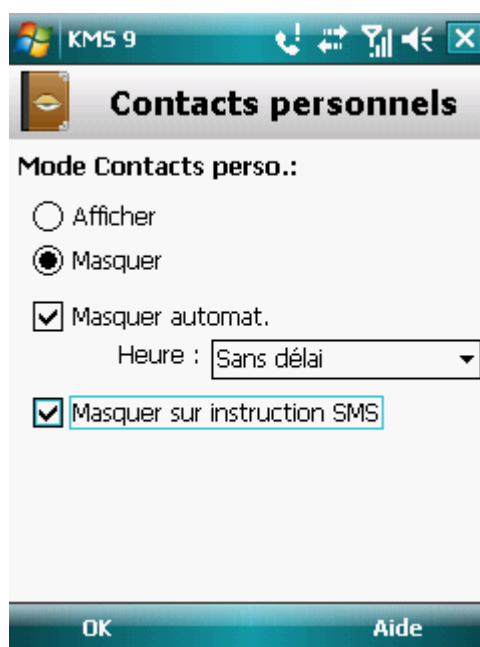 KMS 9
Contacts personnels
Mode Contacts perso.:
Afficher
Masquer
Masquer automat.
Heure : Sans délai
Masquer sur instruction SMS
OK Aide